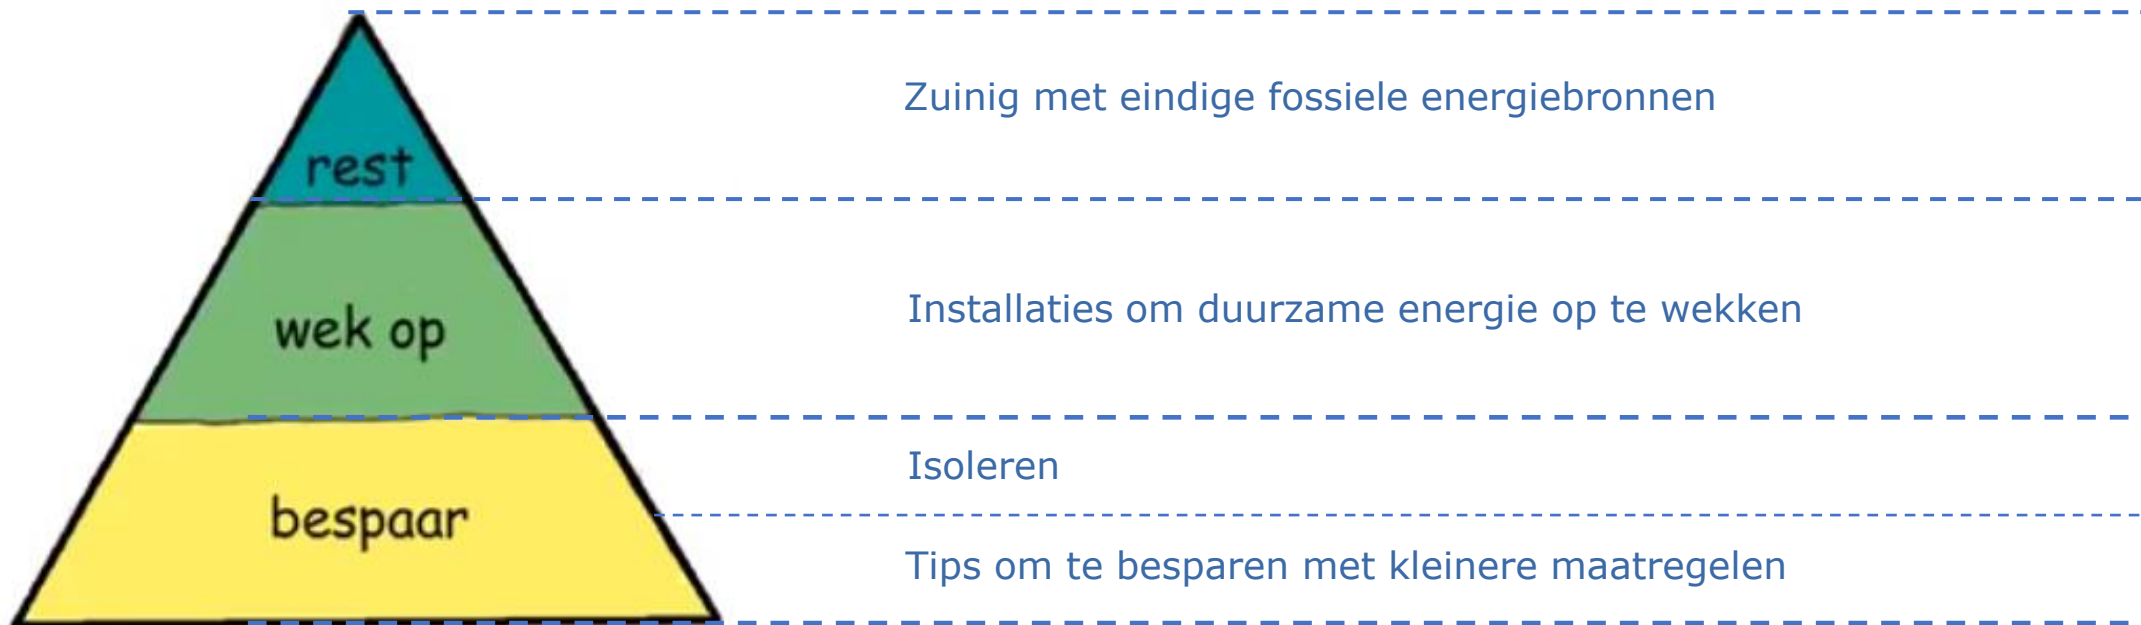 Zuinig met eindige fossiele energiebronnen
rest
Installaties om duurzame energie op te wekken
wek op
Isoleren
bespaar
Tips om te besparen met kleinere maatregelen